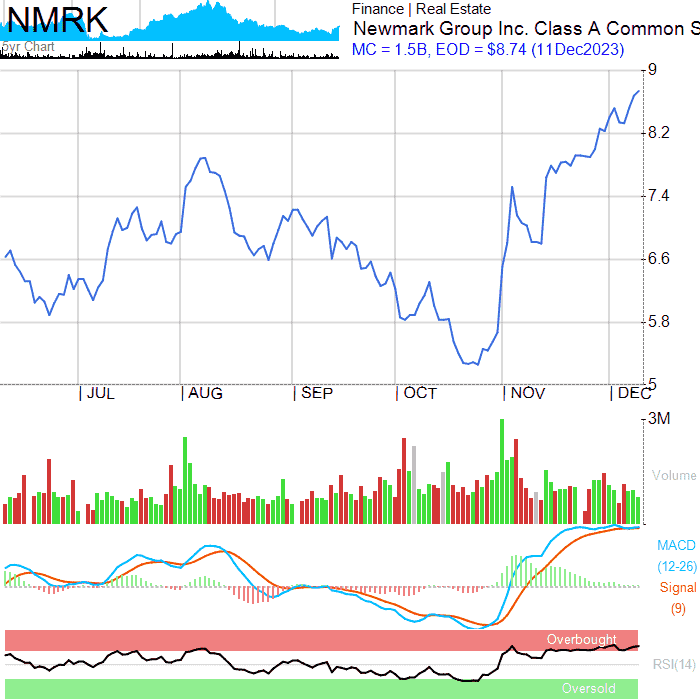 NMRK
5yr Chart
Finance | Real Estate
Newmark Group Inc. Class A Common S
MC = 1.5B, EOD = $8.74 (11Dec2023)
9
8.2
7.4
6.6
5.8
5
| JUL | AUG | SEP | OCT | NOV | DEC
3M
Volume
MACD
(12-26)
Signal
(9)
Overbought
RSI(14)
Oversold